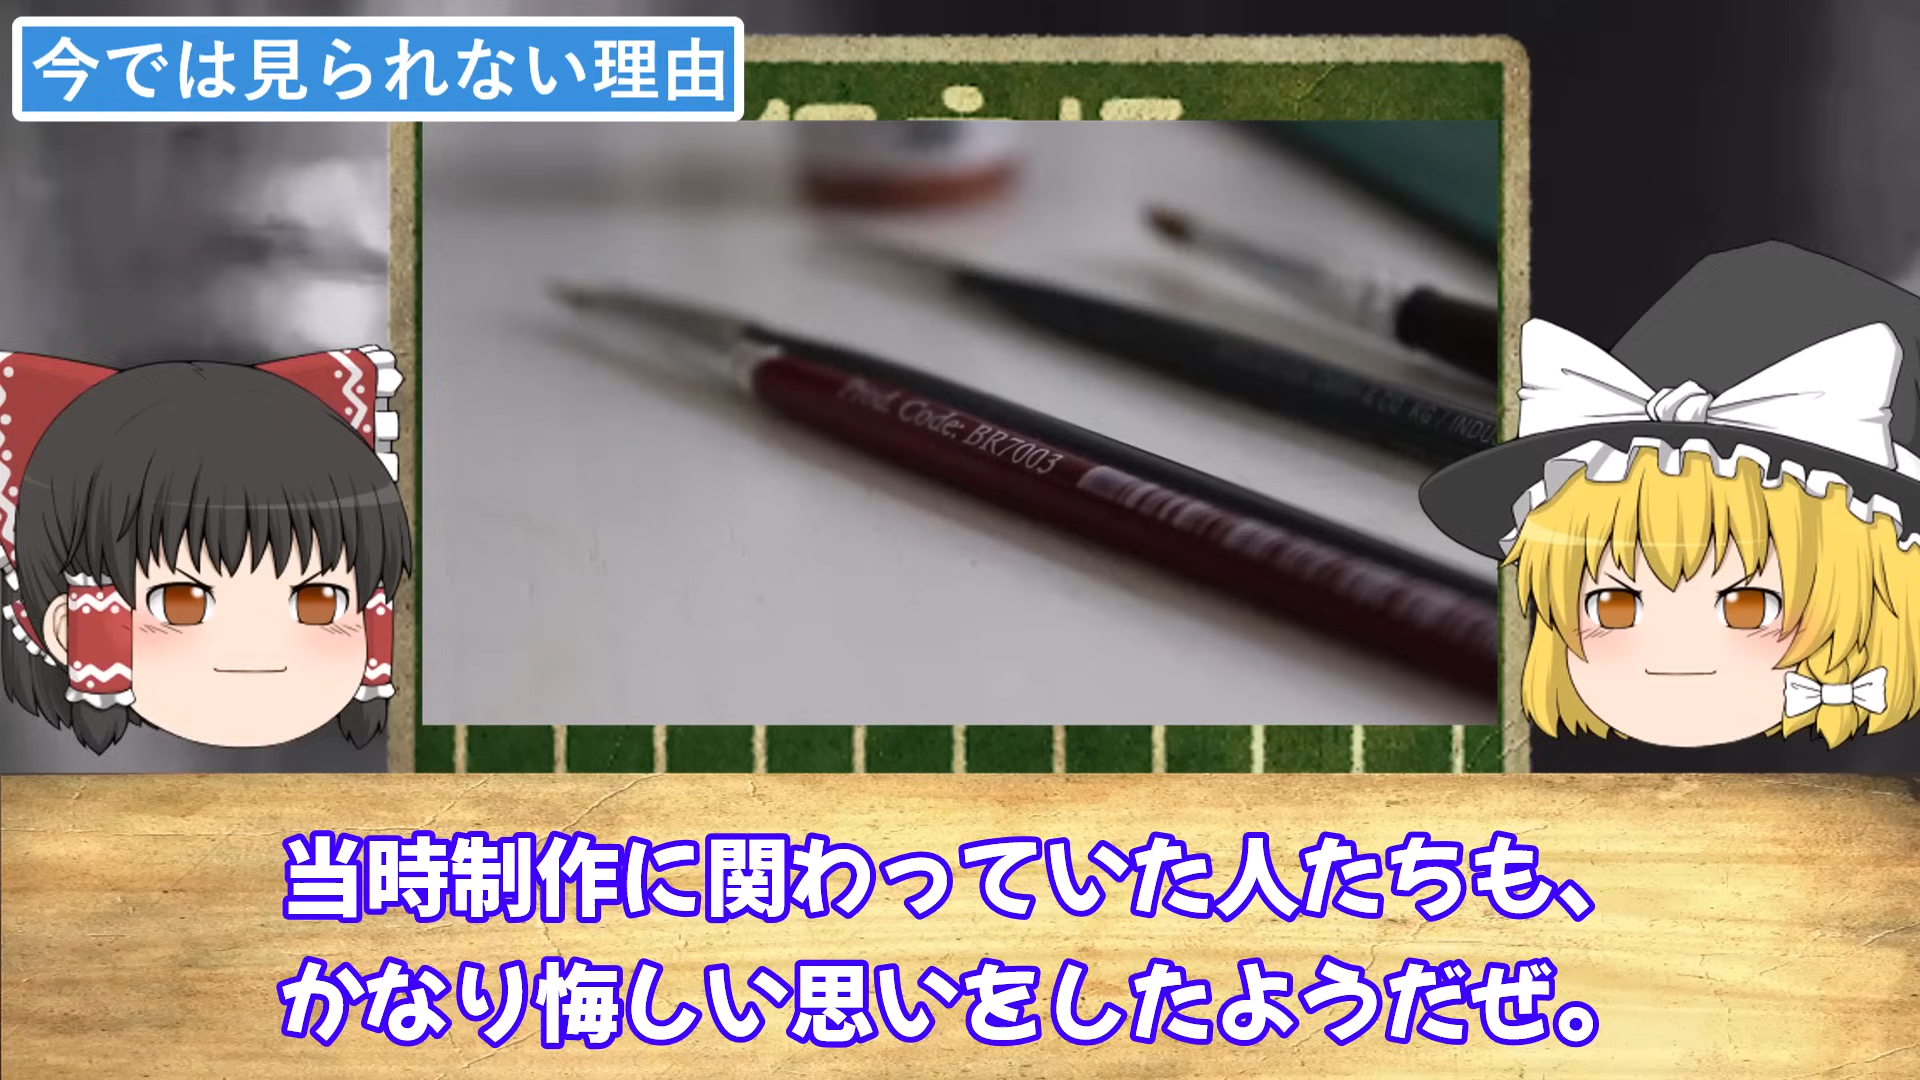 今では見られない理由
Prod. Code: BR7003
当時制作に関わっていた人たちも、
かなり悔しい思いをしたようだぜ。